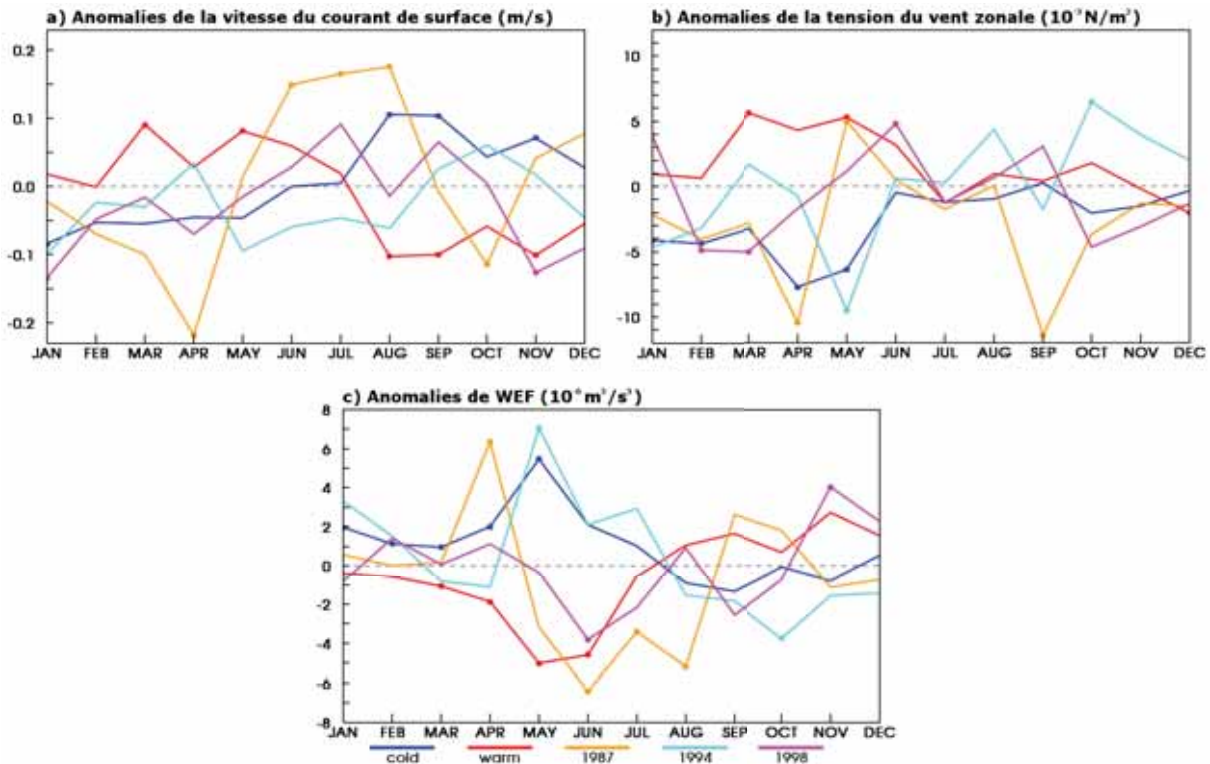 a) Anomalies de la vitesse du courant de surface (m/s)
0.2
0.1
0.0
-0.1
-0.2
JAN FEB MAR APR MAY JUN JUL AUG SEP OCT NOV DEC
b) Anomalies de la tension du vent zonale
10
5
0
-5
-10
JAN FEB MAR APR MAY JUN JUL AUG SEP OCT NOV DEC
c) Anomalies de WEF
8
6
4
2
0
-2
-4
-6
-8
JAN FEB MAR APR MAY JUN JUL AUG SEP OCT NOV DEC
cold warm 1987 1994 1998